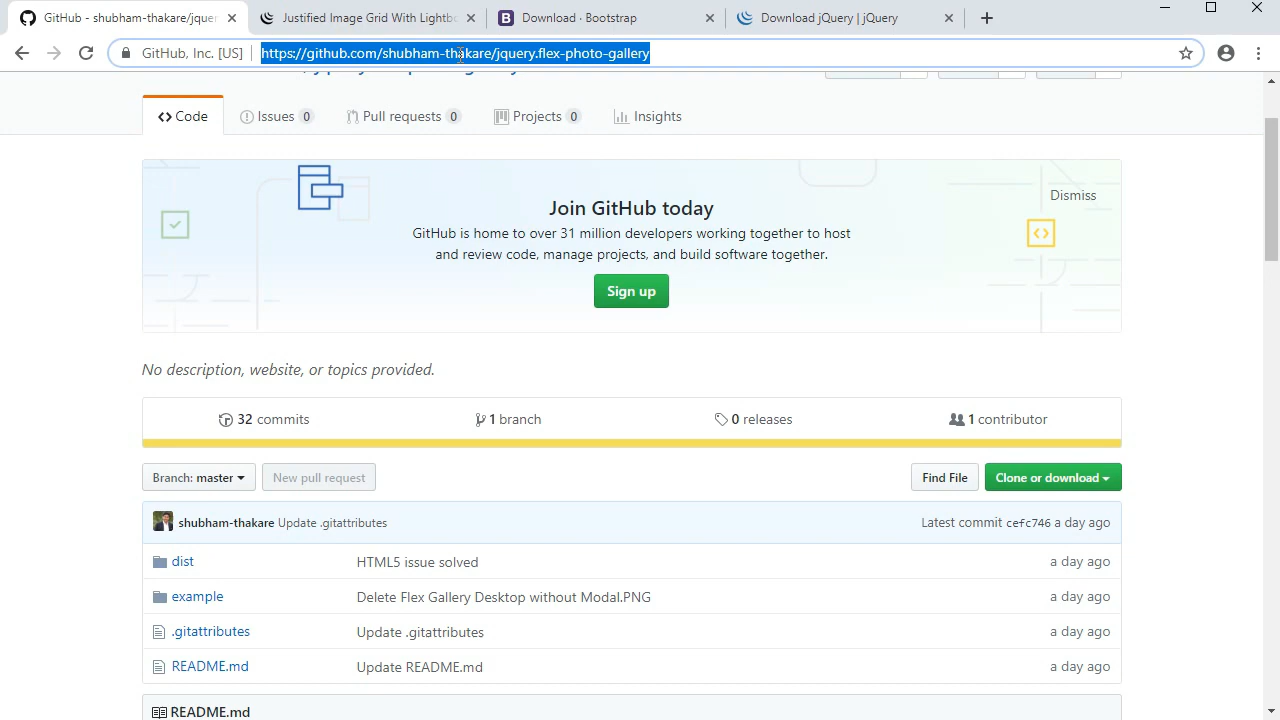 GitHub - shubham-thakare/jquer
Justified Image Grid With Lightbo
Download · Bootstrap
Download jQuery | jQuery
GitHub, Inc. [US]
https://github.com/shubham-thakare/jquery.flex-photo-gallery
Code
Issues 0
Pull requests 0
Projects 0
Insights
Join GitHub today
Dismiss
GitHub is home to over 31 million developers working together to host
and review code, manage projects, and build software together.
Sign up
No description, website, or topics provided.
32 commits
1 branch
0 releases
1 contributor
Branch: master
New pull request
Find File
Clone or download
shubham-thakare Update .gitattributes
Latest commit cefc746 a day ago
dist
HTML5 issue solved
a day ago
example
Delete Flex Gallery Desktop without Modal.PNG
a day ago
.gitattributes
Update .gitattributes
a day ago
README.md
Update README.md
a day ago
README.md